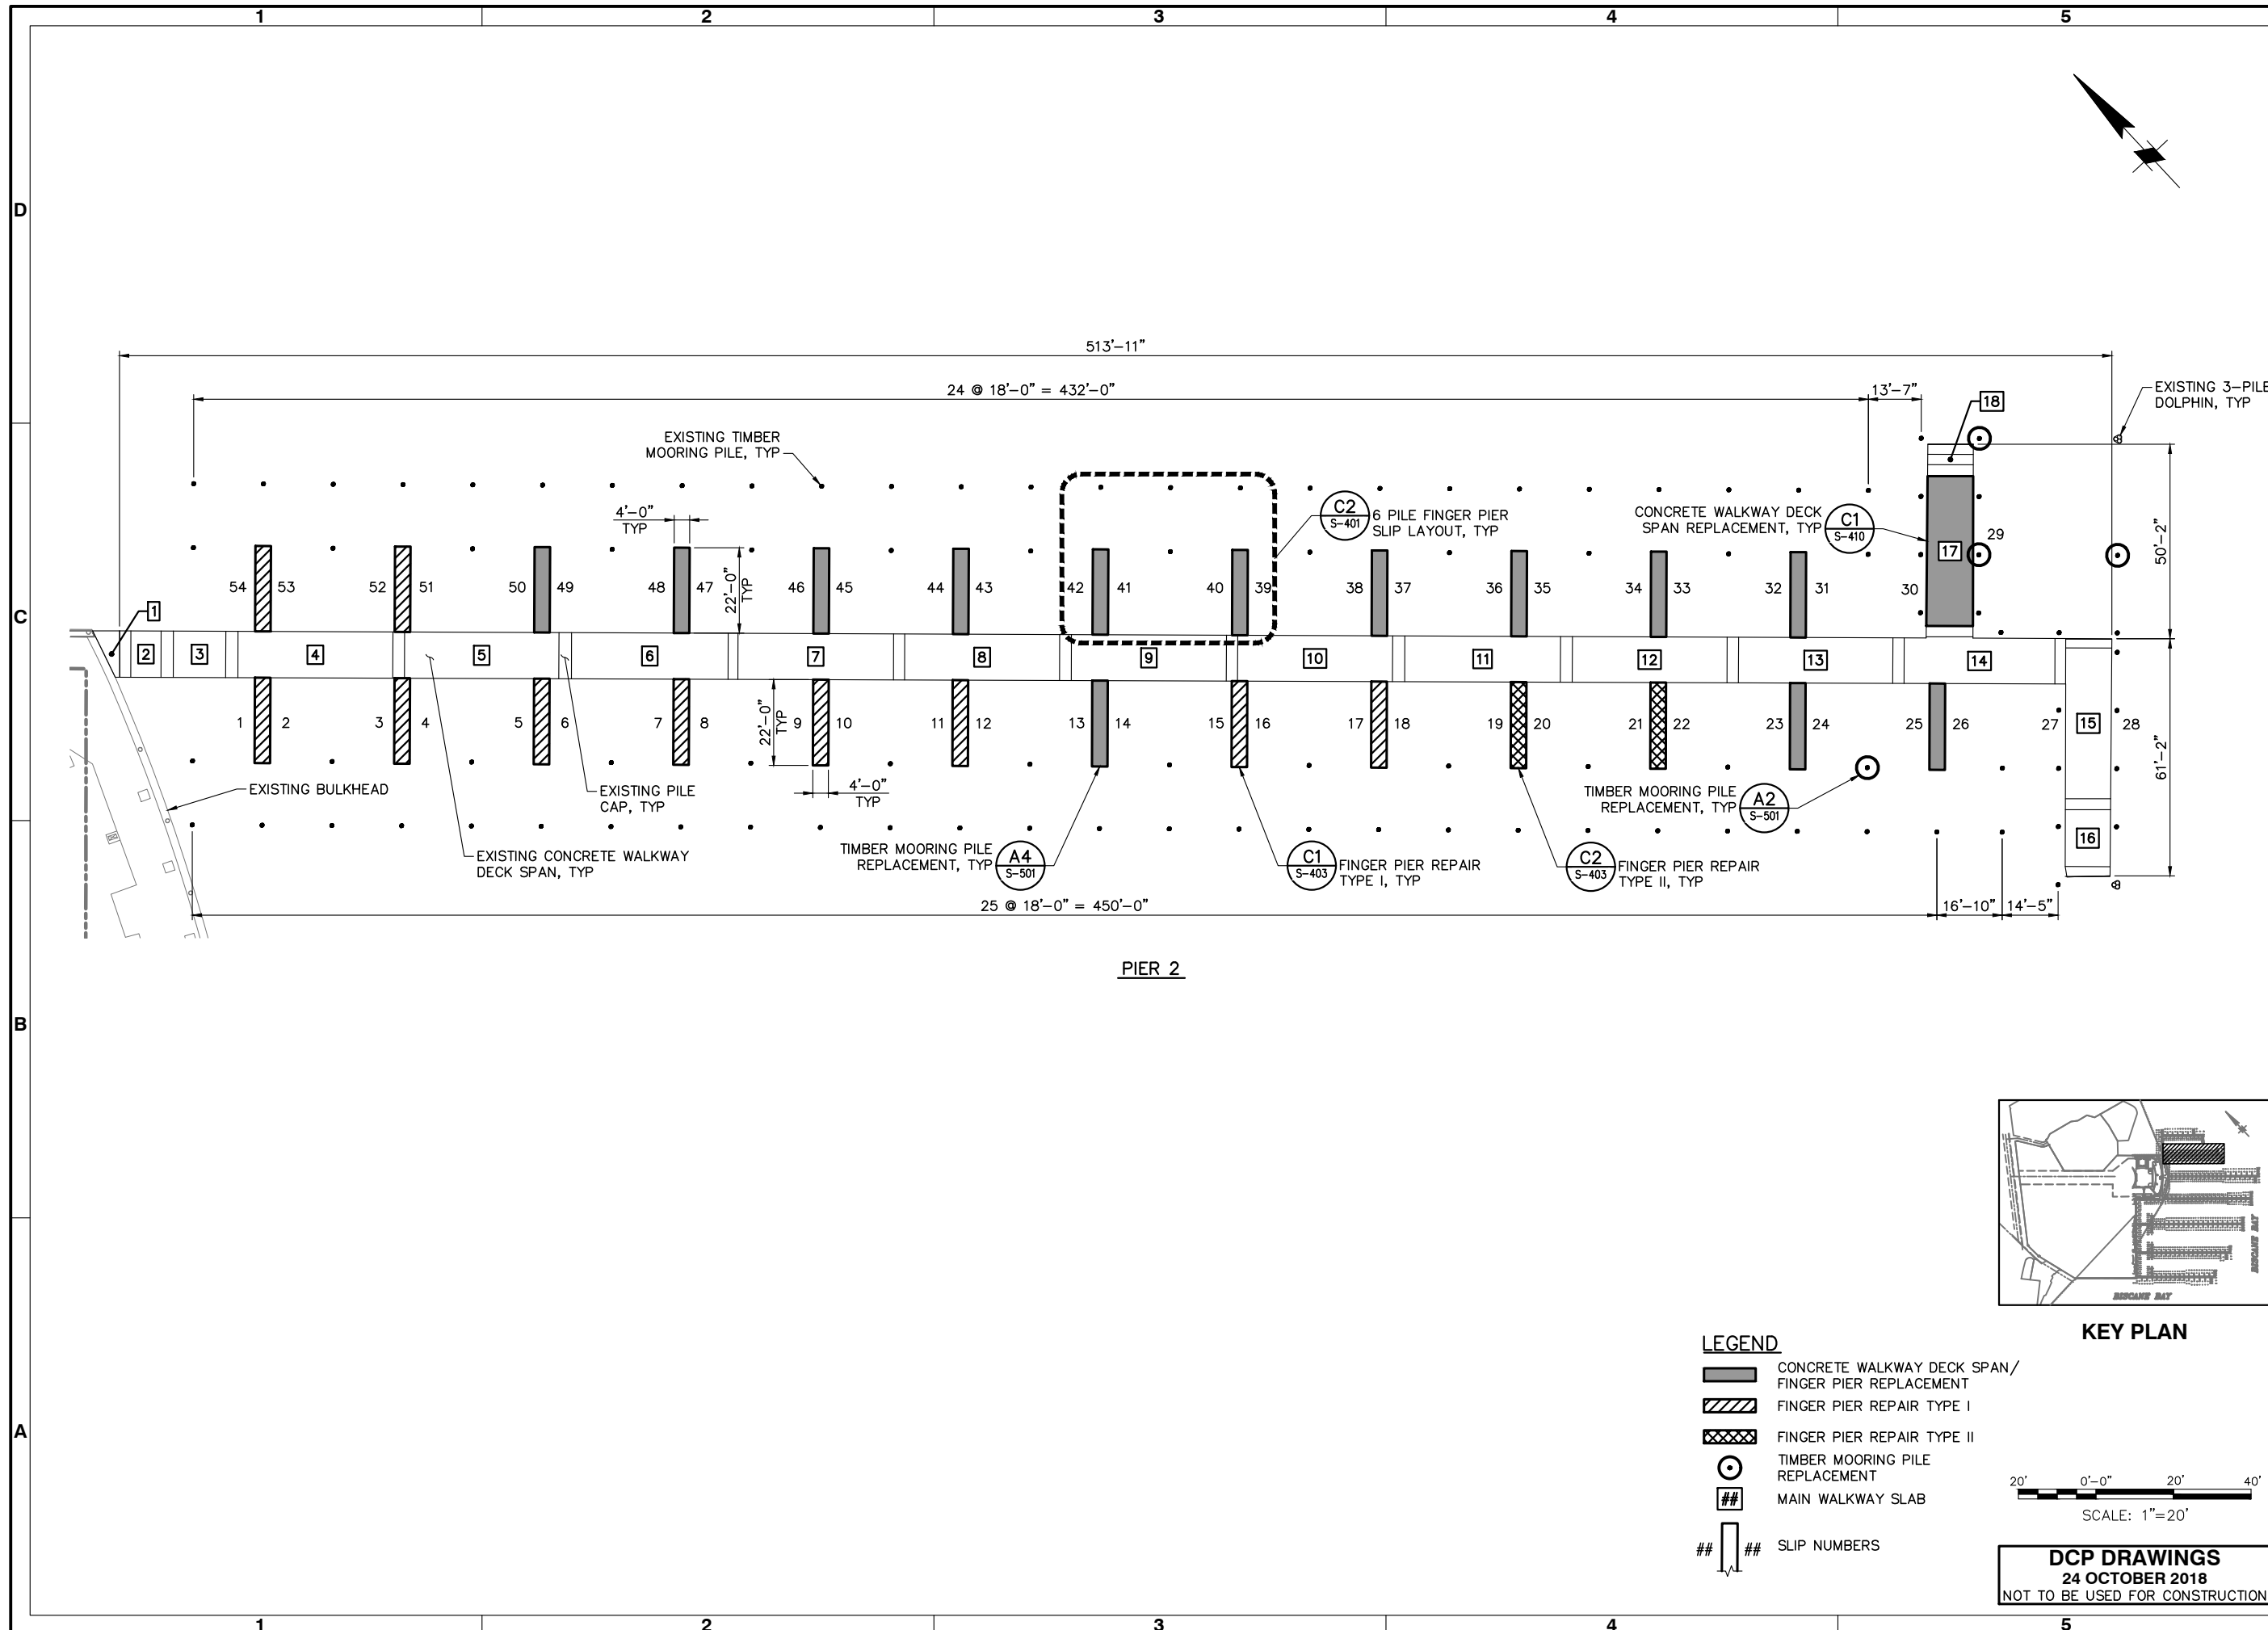 1 2 3 4 5
D
C
B
A
513'-11"
24 @ 18'-0" = 432'-0"
13'-7"
18
EXISTING 3-PILE
DOLPHIN, TYP
EXISTING TIMBER
MOORING PILE, TYP
4'-0"
TYP
C2
S-401
6 PILE FINGER PIER
SLIP LAYOUT, TYP
CONCRETE WALKWAY DECK
SPAN REPLACEMENT, TYP
C1
S-410
29
17
50'-2"
22'-0"
TYP
54 53 52 51 50 49 48 47 46 45 44 43 42 41 40 39 38 37 36 35 34 33 32 31 30
1
2 3 4 5 6 7 8 9 10 11 12 13 14
1 2 3 4 5 6 7 8 9 10 11 12 13 14 15 16 17 18 19 20 21 22 23 24 25 26 27 15 28
22'-0"
TYP
61'-2"
4'-0"
TYP
EXISTING BULKHEAD
EXISTING PILE
CAP, TYP
TIMBER MOORING PILE
REPLACEMENT, TYP
A2
S-501
16
EXISTING CONCRETE WALKWAY
DECK SPAN, TYP
TIMBER MOORING PILE
REPLACEMENT, TYP
A4
S-501
C1
S-403
FINGER PIER REPAIR
TYPE I, TYP
C2
S-403
FINGER PIER REPAIR
TYPE II, TYP
25 @ 18'-0" = 450'-0"
16'-10"
14'-5"
PIER 2
BISCANE BAY
BISCANE BAY
KEY PLAN
LEGEND
CONCRETE WALKWAY DECK SPAN/
FINGER PIER REPLACEMENT
FINGER PIER REPAIR TYPE I
FINGER PIER REPAIR TYPE II
TIMBER MOORING PILE
REPLACEMENT
## MAIN WALKWAY SLAB
## ## SLIP NUMBERS
20' 0'-0" 20' 40'
SCALE: 1"=20'
DCP DRAWINGS
24 OCTOBER 2018
NOT TO BE USED FOR CONSTRUCTION
1 2 3 4 5